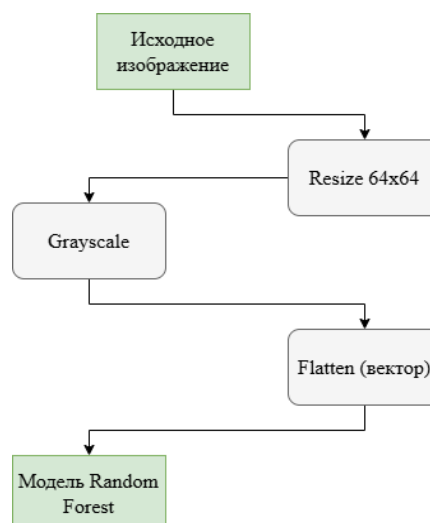 Исходное
изображение
Resize 64x64
Grayscale
Flatten (вектор)
Модель Random
Forest